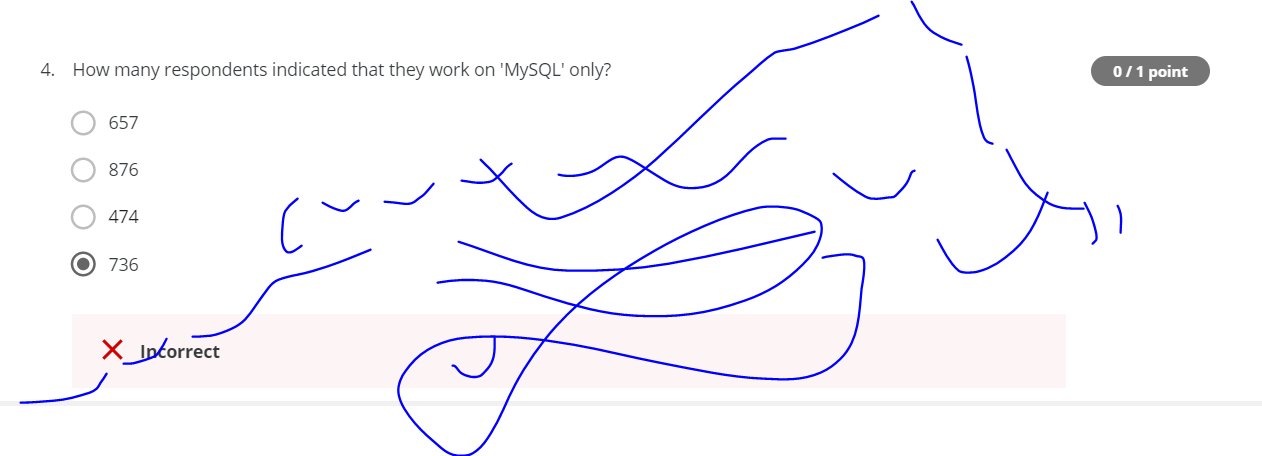 4. How many respondents indicated that they work on 'MySQL' only?
0 / 1 point
657
876
474
736
Incorrect